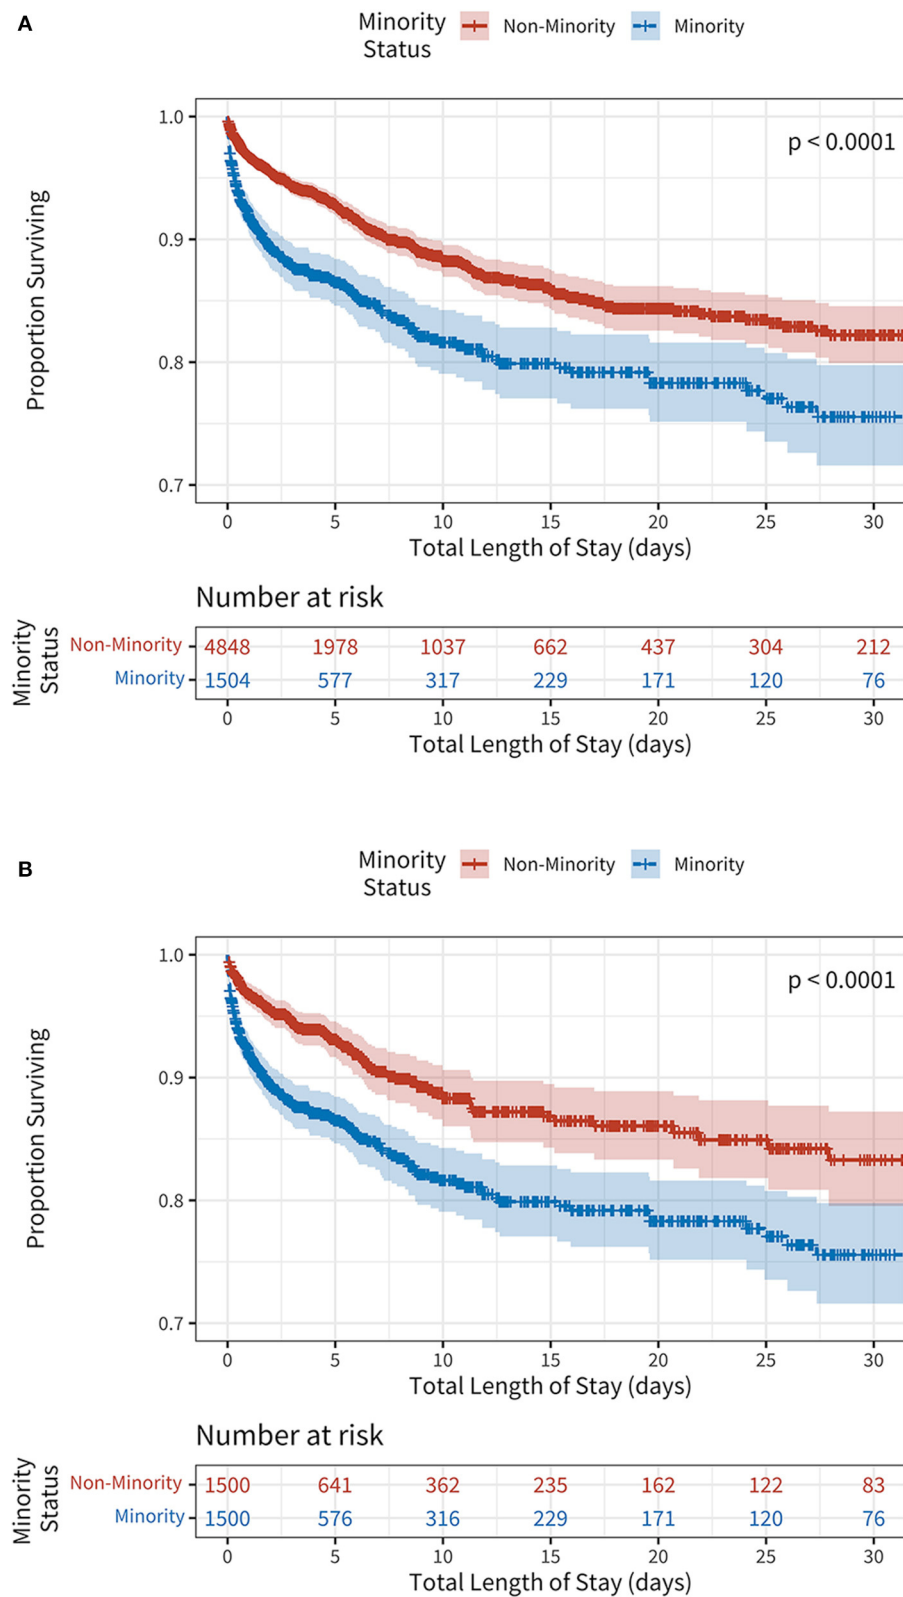 A
Minority
Status
Non-Minority
Minority
1.0
p < 0.0001
0.9
0.8
0.7
Proportion Surviving
0 5 10 15 20 25 30
Total Length of Stay (days)
Number at risk
Minority
Status
Non-Minority 4848 1978 1037 662 437 304 212
Minority 1504 577 317 229 171 120 76
0 5 10 15 20 25 30
Total Length of Stay (days)
B
Minority
Status
Non-Minority
Minority
1.0
p < 0.0001
0.9
0.8
0.7
Proportion Surviving
0 5 10 15 20 25 30
Total Length of Stay (days)
Number at risk
Minority
Status
Non-Minority 1500 641 362 235 162 122 83
Minority 1500 576 316 229 171 120 76
0 5 10 15 20 25 30
Total Length of Stay (days)